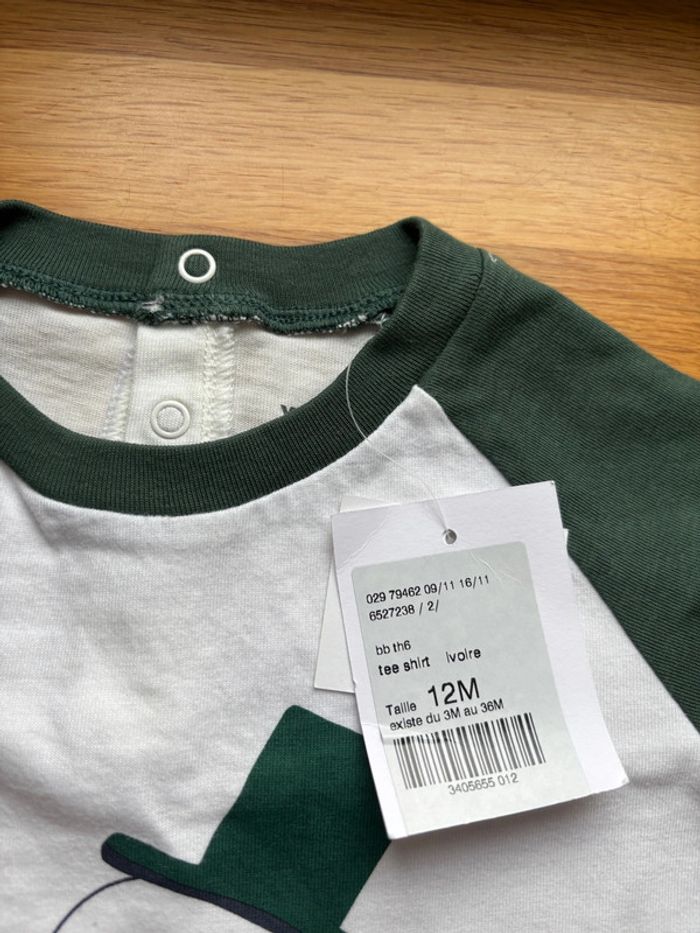 029 79462 09/11 16/11
6527238 / 2/
bb th6
tee shirt ivoire
Taille 12M
existe du 3M au 36M
3405655 012